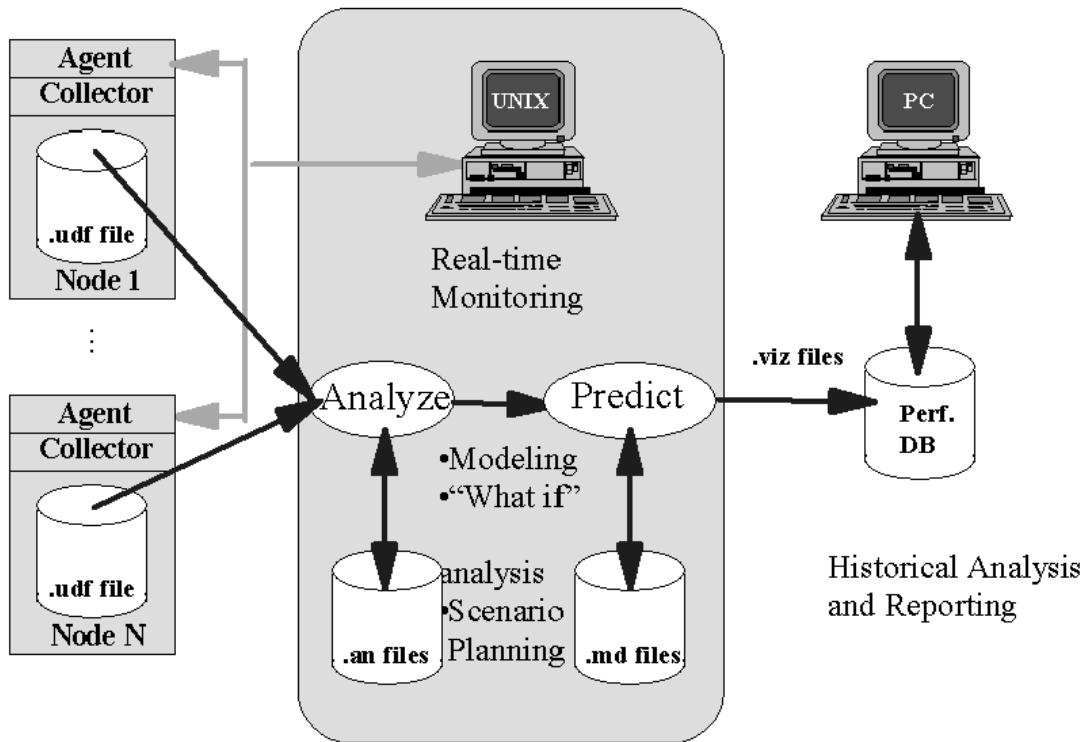 Agent
Collector
.udf file
Node 1
⋮
Agent
Collector
.udf file
Node N
UNIX
Real-time
Monitoring
Analyze
Predict
•Modeling
•“What if”
analysis
•Scenario
Planning
.an files
.md files
PC
.viz files
Perf.
DB
Historical Analysis
and Reporting